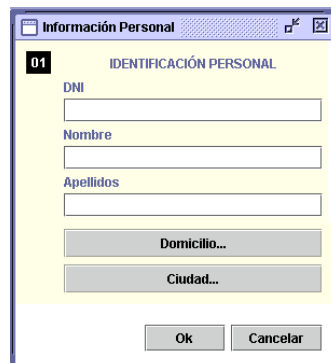 Información Personal
01 IDENTIFICACIÓN PERSONAL
DNI
Nombre
Apellidos
Domicilio...
Ciudad...
Ok Cancelar